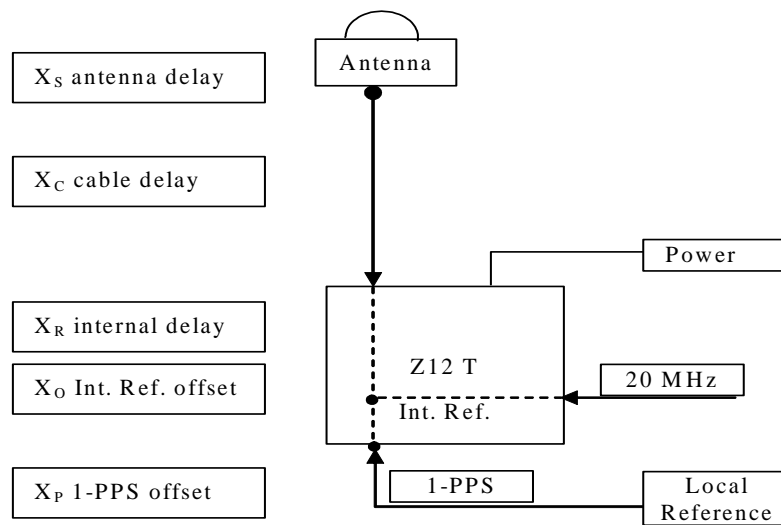 X_S antenna delay
Antenna
X_C cable delay
Power
X_R internal delay
Z12 T
X_O Int. Ref. offset
20 MHz
Int. Ref.
X_P 1-PPS offset
1-PPS
Local
Reference